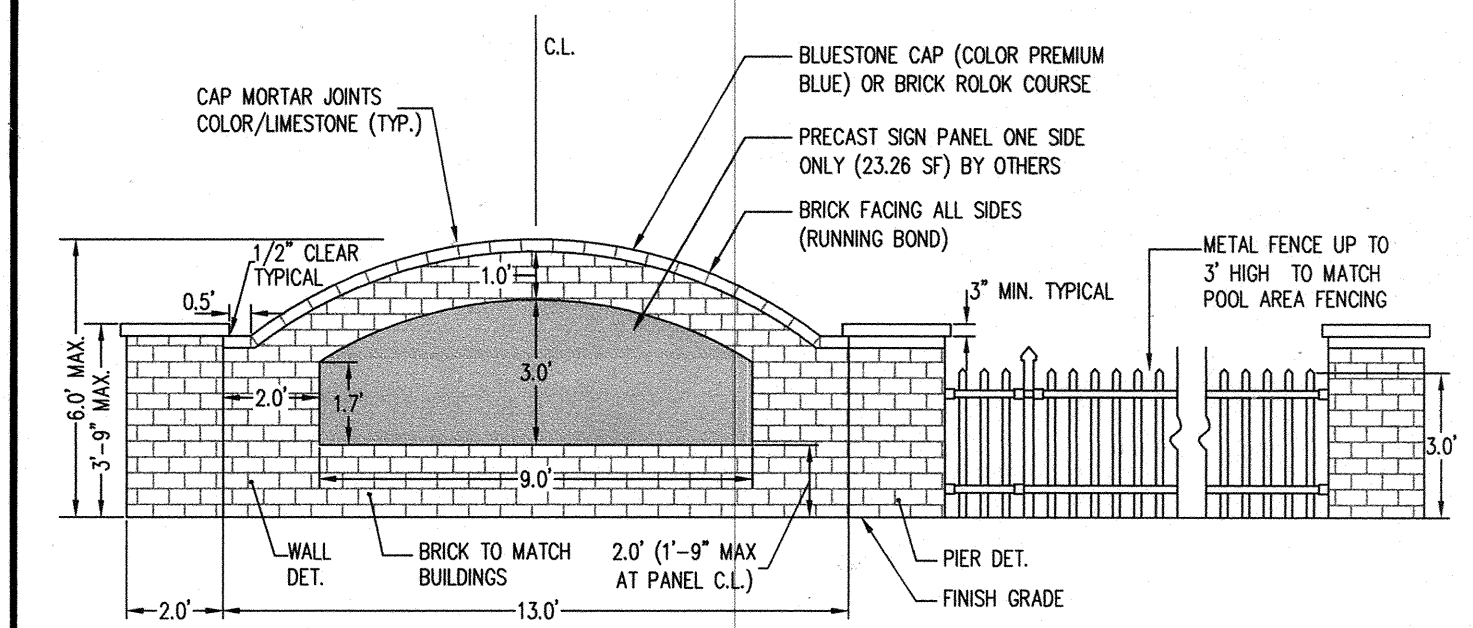 C.L.
BLUESTONE CAP (COLOR PREMIUM
BLUE) OR BRICK ROLOK COURSE
CAP MORTAR JOINTS
COLOR/LIMESTONE (TYP.)
PRECAST SIGN PANEL ONE SIDE
ONLY (23.26 SF) BY OTHERS
BRICK FACING ALL SIDES
(RUNNING BOND)
METAL FENCE UP TO
3' HIGH TO MATCH
POOL AREA FENCING
1/2" CLEAR
TYPICAL
1.0'
3" MIN. TYPICAL
0.5'
6.0' MAX.
3'-9" MAX.
2.0'
1.7'
3.0'
3.0'
9.0'
WALL
DET.
BRICK TO MATCH
BUILDINGS
2.0' (1'-9" MAX
AT PANEL C.L.)
PIER DET.
FINISH GRADE
2.0'
13.0'